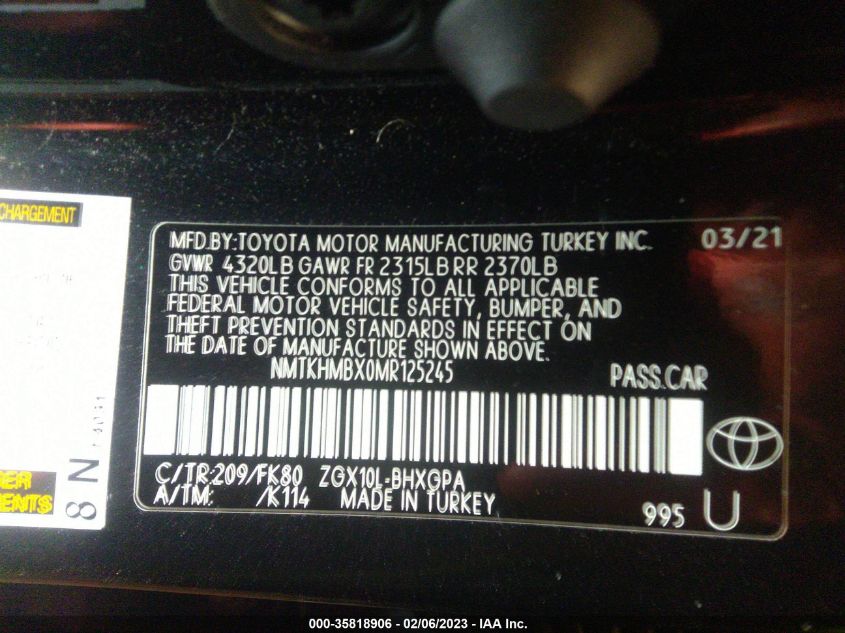 CHARGEMENT
MFD.BY:TOYOTA MOTOR MANUFACTURING TURKEY INC. 03/21
GVWR 4320LB GAWR FR 2315LB RR 2370LB
THIS VEHICLE CONFORMS TO ALL APPLICABLE
FEDERAL MOTOR VEHICLE SAFETY, BUMPER, AND
THEFT PREVENTION STANDARDS IN EFFECT ON
THE DATE OF MANUFACTURE SHOWN ABOVE.
NMTKHMBX0MR125245 PASS.CAR
C/TR:209/FK80 ZGX10L-BHXGPA
A/TM: /K114 MADE IN TURKEY
995 U
8 N
000-35818906 - 02/06/2023 - IAA Inc.